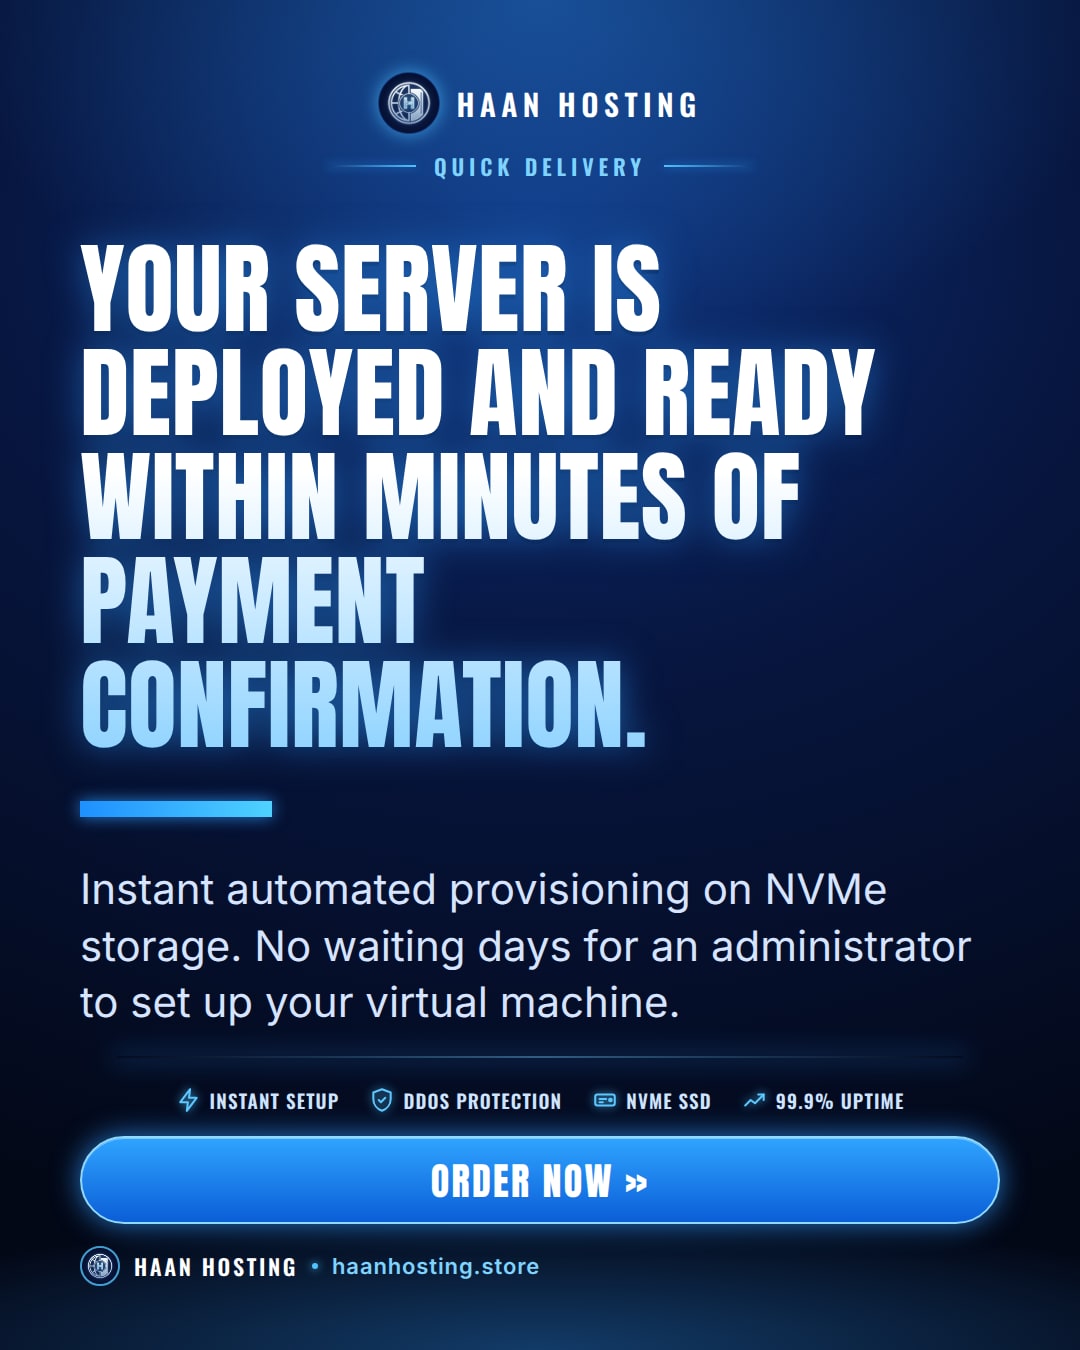 HAAN HOSTING
QUICK DELIVERY
YOUR SERVER IS
DEPLOYED AND READY
WITHIN MINUTES OF
PAYMENT
CONFIRMATION.
Instant automated provisioning on NVMe
storage. No waiting days for an administrator
to set up your virtual machine.
INSTANT SETUP DDOS PROTECTION NVME SSD 99.9% UPTIME
ORDER NOW »
HAAN HOSTING • haanhosting.store